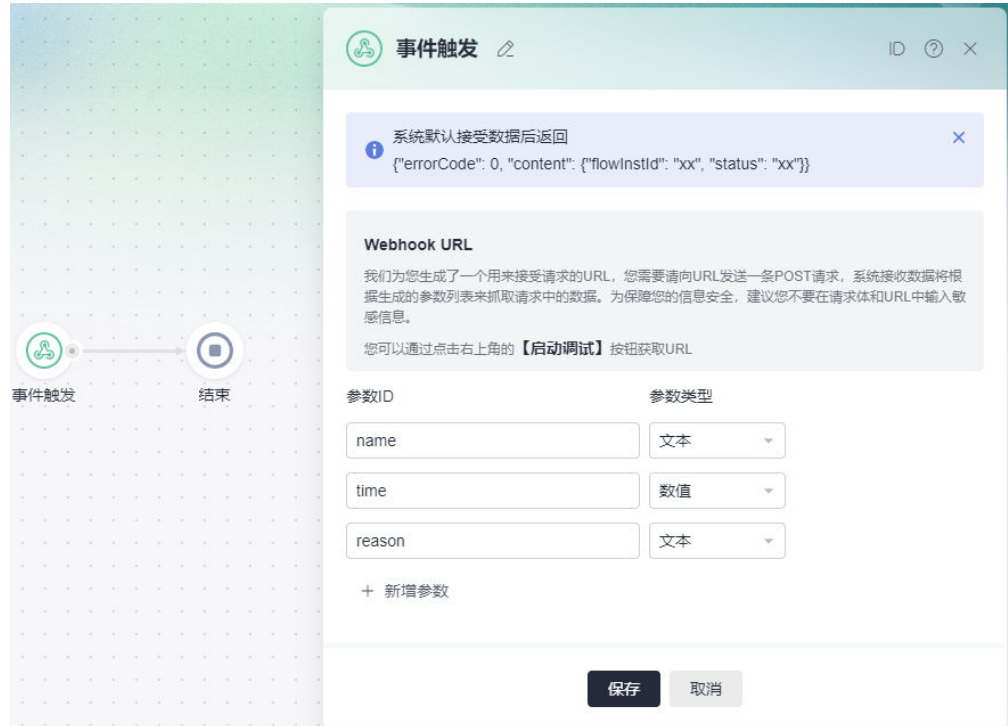 事件触发
ID
系统默认接受数据后返回
{"errorCode": 0, "content": {"flowInstId": "xx", "status": "xx"}}
Webhook URL
我们为您生成了一个用来接受请求的URL，您需要请向URL发送一条POST请求，系统接收数据将根
据生成的参数列表来抓取请求中的数据。为保障您的信息安全，建议您不要在请求体和URL中输入敏
感信息。
您可以通过点击右上角的【启动调试】按钮获取URL
事件触发
结束
参数ID
参数类型
name
文本
time
数值
reason
文本
+ 新增参数
保存
取消